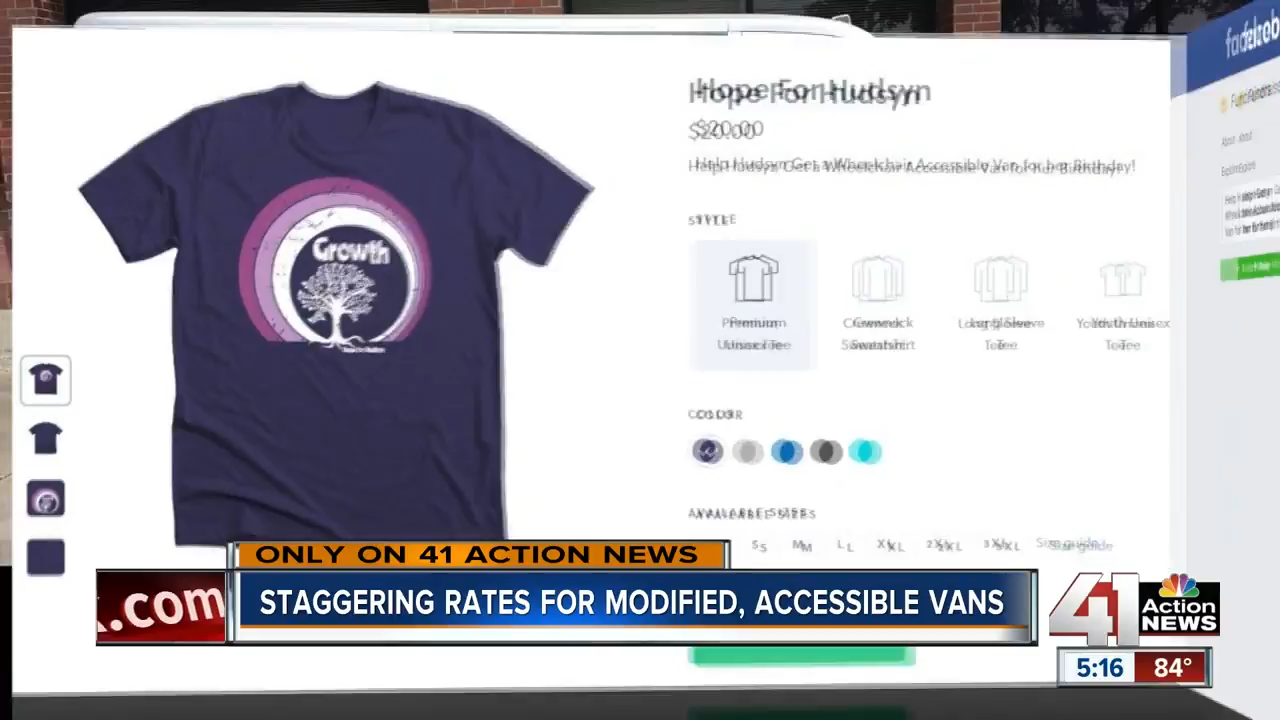 Hope For Hudsyn
$20.00
Help Hudsyn Get a Wheelchair Accessible Van for her Birthday!
STYLE
Premium
Unisex Tee
Crewneck
Sweatshirt
Long Sleeve
Tee
Youth Unisex
Tee
COLOR
AVAILABLE SIZES
S M L XL 2XL 3XL Size guide
Growth
About
Explore
ONLY ON 41 ACTION NEWS
.com
STAGGERING RATES FOR MODIFIED, ACCESSIBLE VANS
41
Action
NEWS
5:16 84°